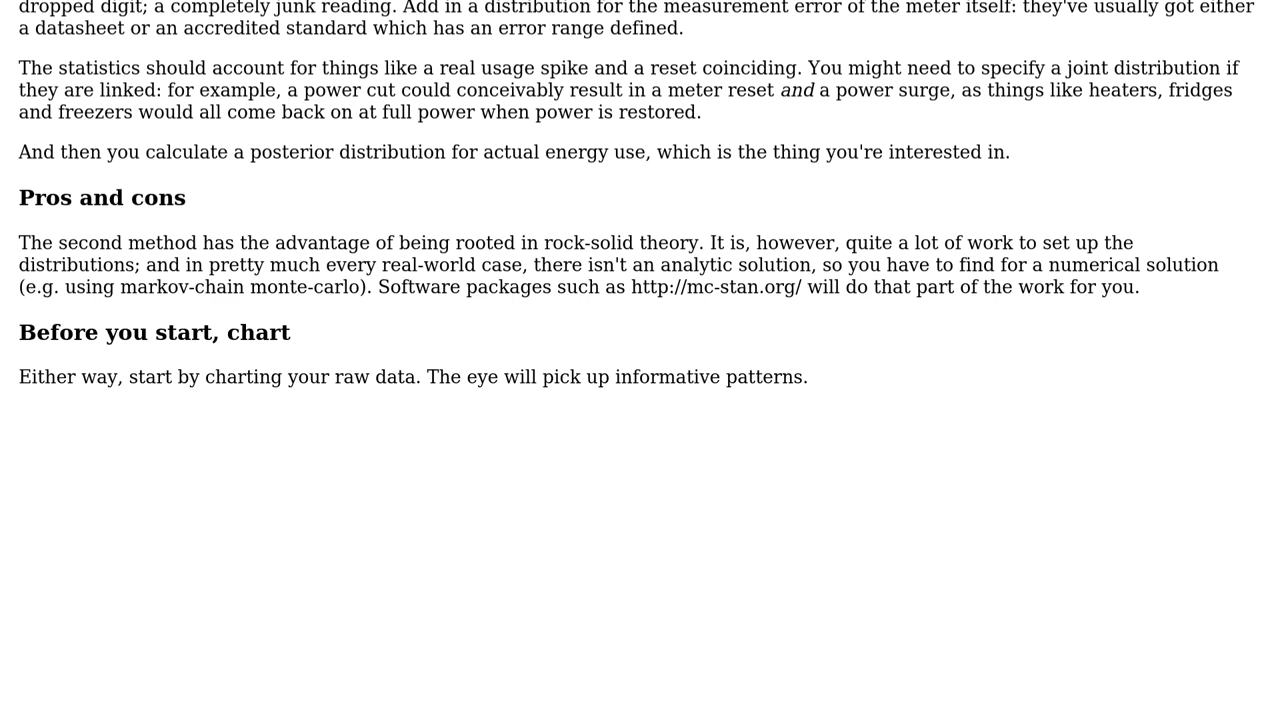 dropped digit; a completely junk reading. Add in a distribution for the measurement error of the meter itself: they've usually got either
a datasheet or an accredited standard which has an error range defined.
The statistics should account for things like a real usage spike and a reset coinciding. You might need to specify a joint distribution if
they are linked: for example, a power cut could conceivably result in a meter reset and a power surge, as things like heaters, fridges
and freezers would all come back on at full power when power is restored.
And then you calculate a posterior distribution for actual energy use, which is the thing you're interested in.
Pros and cons
The second method has the advantage of being rooted in rock-solid theory. It is, however, quite a lot of work to set up the
distributions; and in pretty much every real-world case, there isn't an analytic solution, so you have to find for a numerical solution
(e.g. using markov-chain monte-carlo). Software packages such as http://mc-stan.org/ will do that part of the work for you.
Before you start, chart
Either way, start by charting your raw data. The eye will pick up informative patterns.